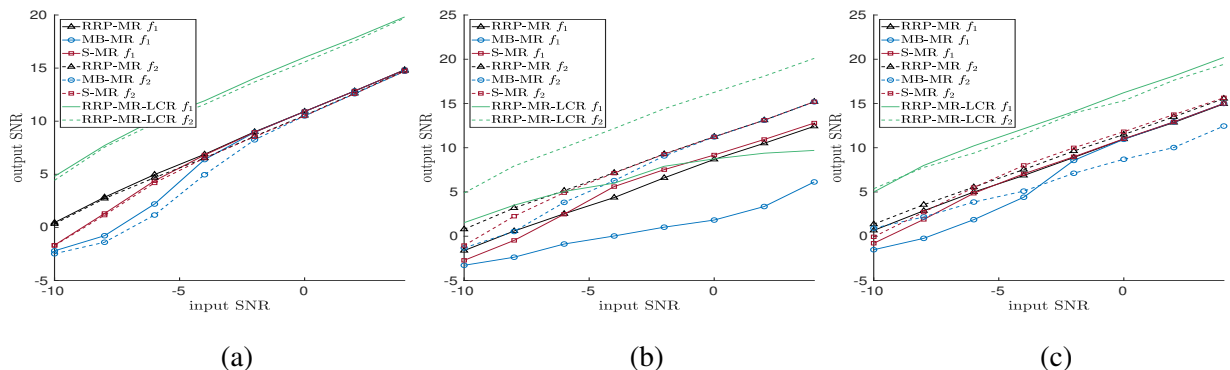 20
15
10
5
0
-5
output SNR
-10
-5
0
input SNR
RRP-MR f1
MB-MR f1
S-MR f1
RRP-MR f2
MB-MR f2
S-MR f2
RRP-MR-LCR f1
RRP-MR-LCR f2
(a)
25
20
15
10
5
0
-5
output SNR
-10
-5
0
input SNR
RRP-MR f1
MB-MR f1
S-MR f1
RRP-MR f2
MB-MR f2
S-MR f2
RRP-MR-LCR f1
RRP-MR-LCR f2
(b)
25
20
15
10
5
0
-5
output SNR
-10
-5
0
input SNR
RRP-MR f1
MB-MR f1
S-MR f1
RRP-MR f2
MB-MR f2
S-MR f2
RRP-MR-LCR f1
RRP-MR-LCR f2
(c)